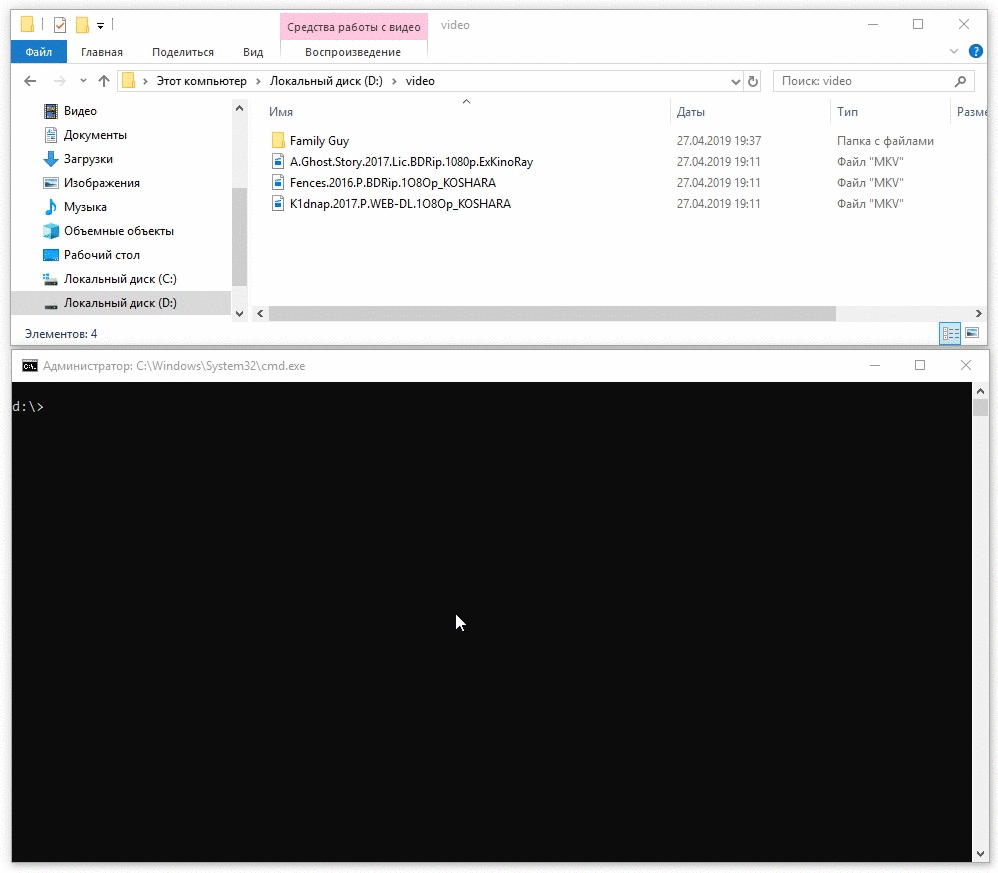 Средства работы с видео video
Файл Главная Поделиться Вид Воспроизведение
Этот компьютер Локальный диск (D:) video Поиск: video
Видео
Документы
Загрузки
Изображения
Музыка
Объемные объекты
Рабочий стол
Локальный диск (C:)
Локальный диск (D:)
Имя Даты Тип Разме
Family Guy 27.04.2019 19:37 Папка с файлами
A.Ghost.Story.2017.Lic.BDRip.1080p.ExKinoRay 27.04.2019 19:11 Файл "MKV"
Fences.2016.P.BDRip.1O8Op_KOSHARA 27.04.2019 19:11 Файл "MKV"
K1dnap.2017.P.WEB-DL.1O8Op_KOSHARA 27.04.2019 19:11 Файл "MKV"
Элементов: 4
Администратор: C:\Windows\System32\cmd.exe
d:\>